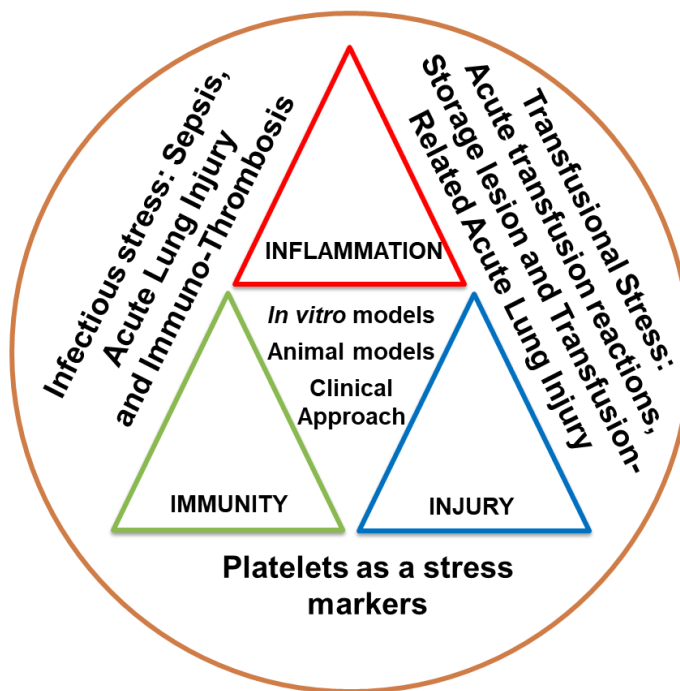 Infectious stress: Sepsis,
Acute Lung Injury
and Immuno-Thrombosis
Transfusional Stress:
Acute transfusion reactions,
Storage lesion and Transfusion-
Related Acute Lung Injury
INFLAMMATION
In vitro models
Animal models
Clinical
Approach
IMMUNITY
INJURY
Platelets as a stress
markers